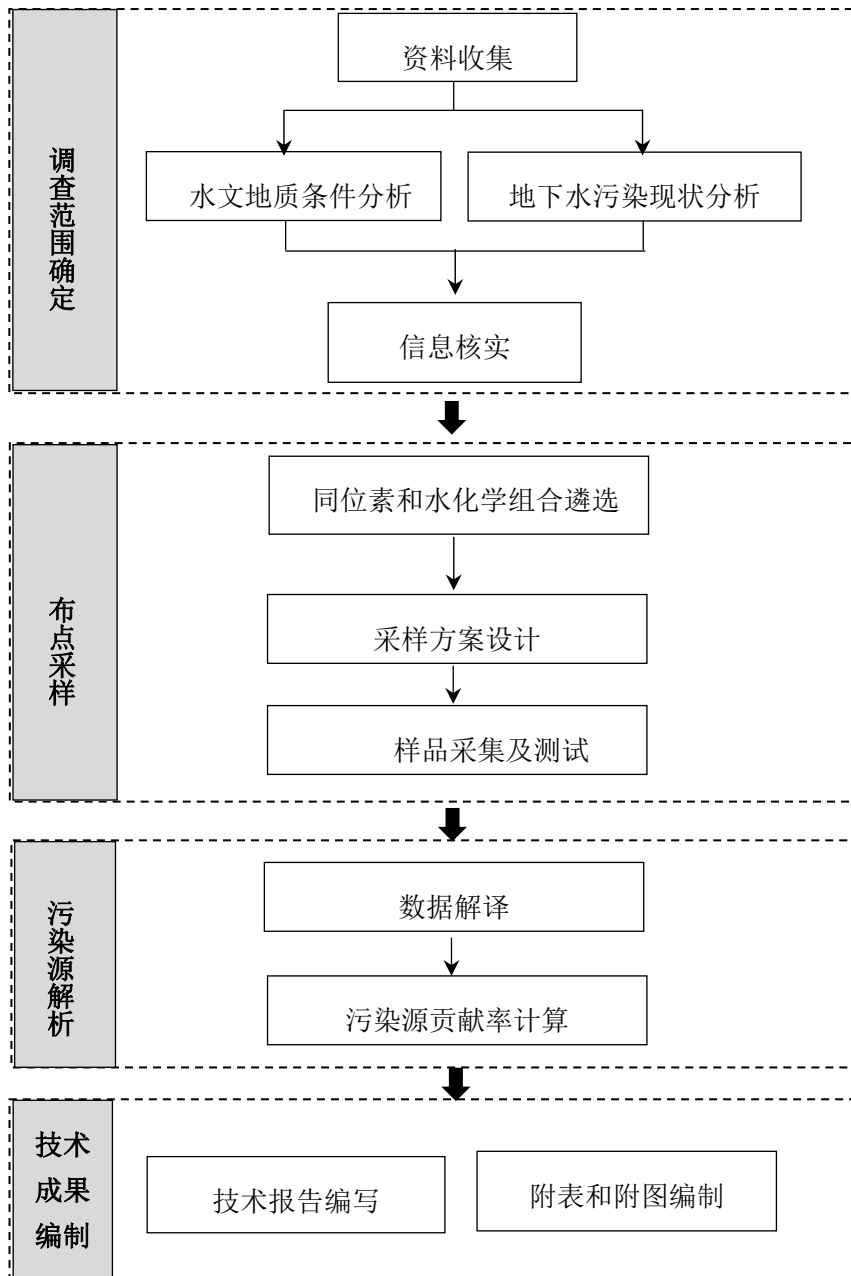 调查范围确定
资料收集
水文地质条件分析
地下水污染现状分析
信息核实
布点采样
同位素和水化学组合遴选
采样方案设计
样品采集及测试
污染源解析
数据解译
污染源贡献率计算
技术
成果
编制
技术报告编写
附表和附图编制